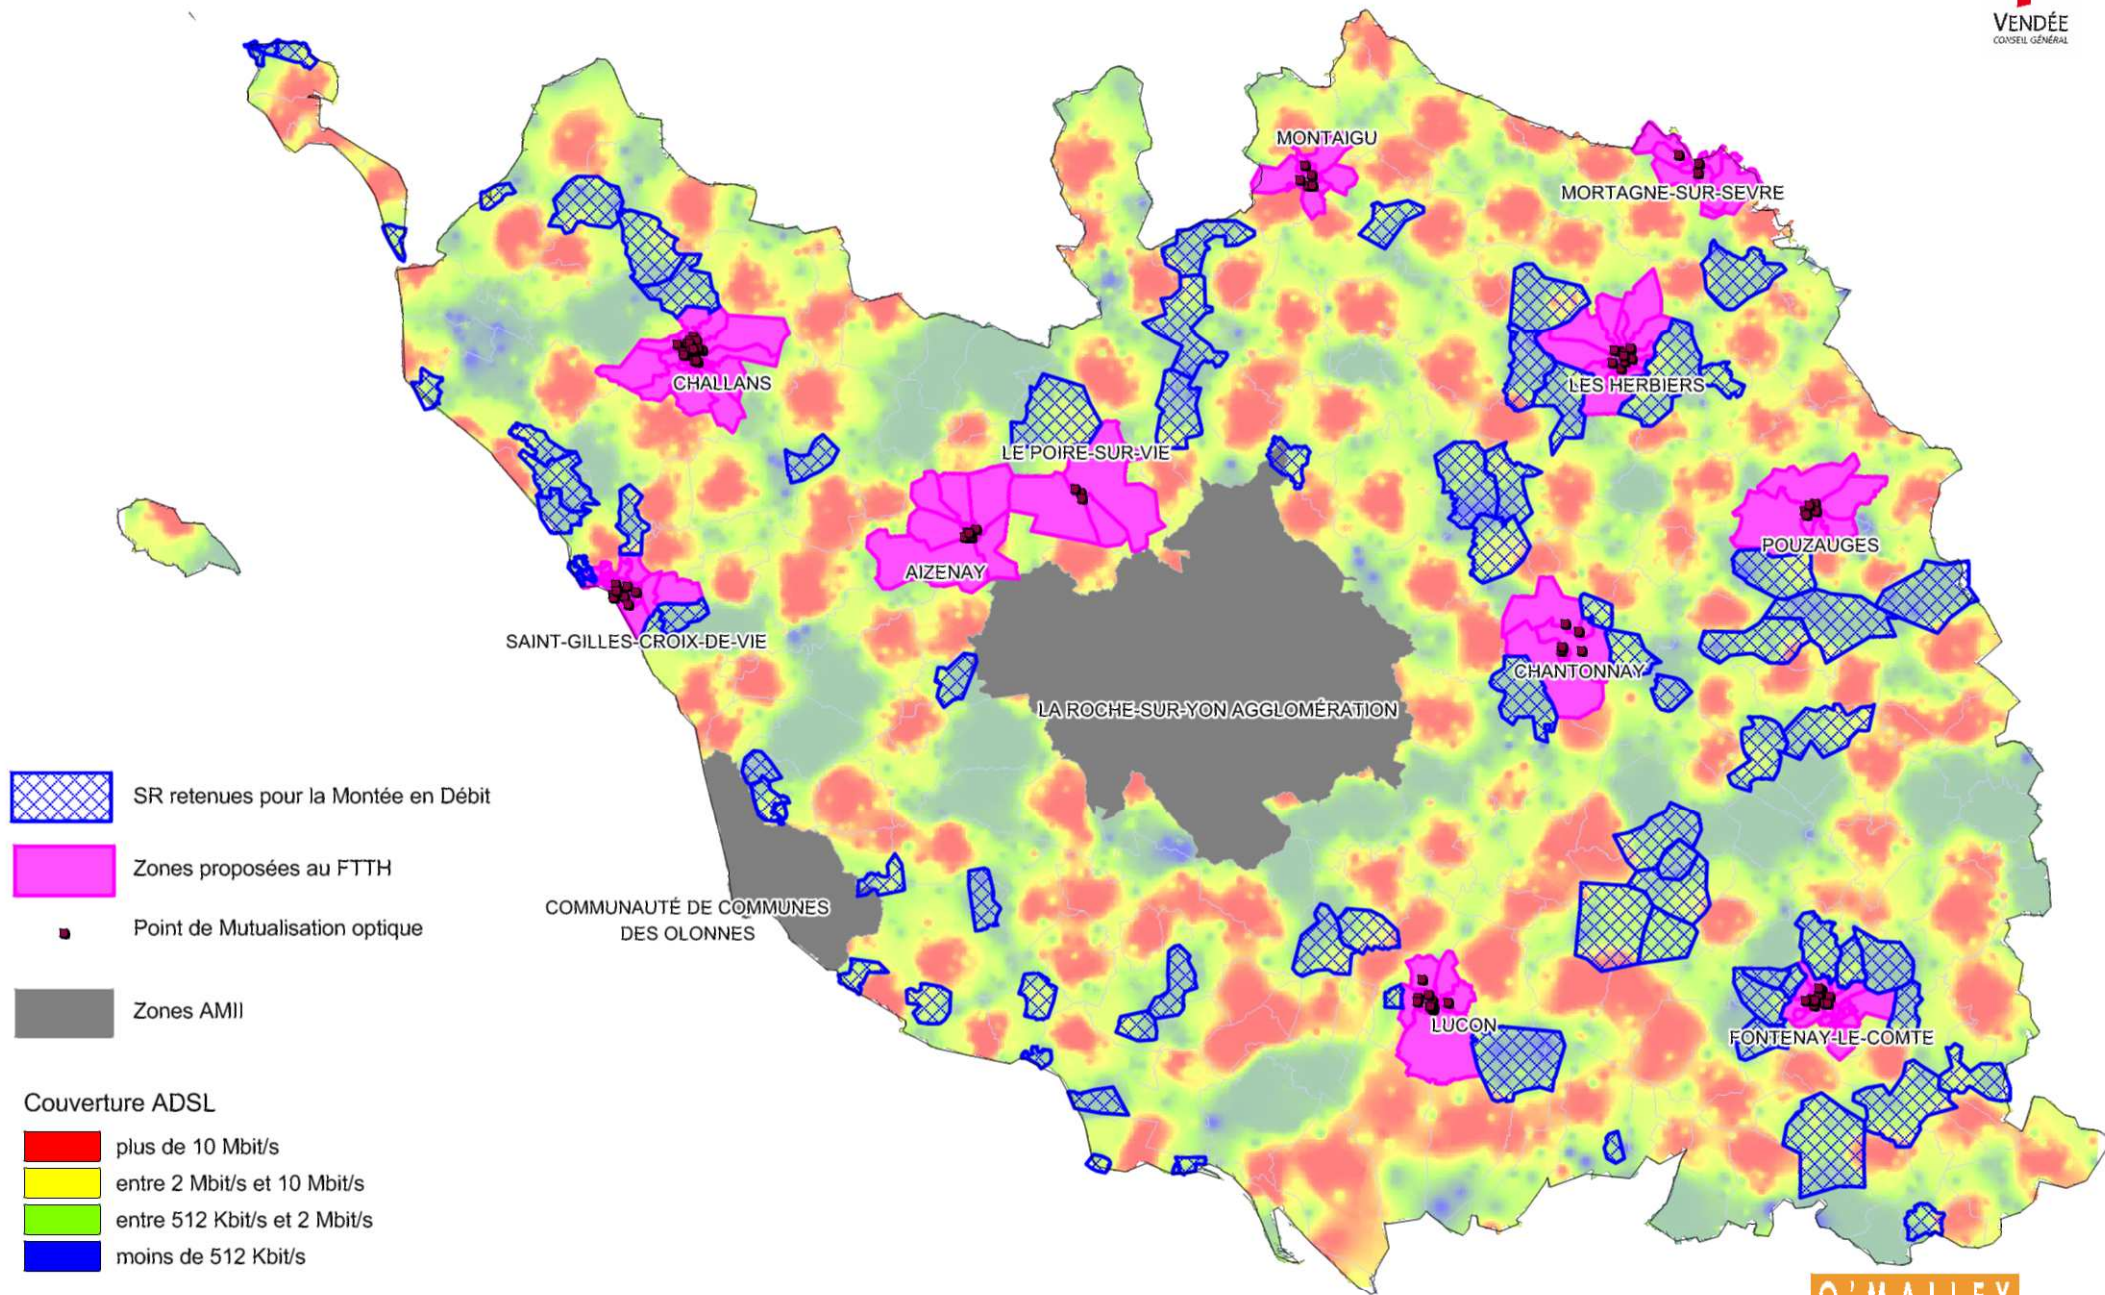 VENDÉE
CONSEIL GÉNÉRAL
MONTAIGU
MORTAGNE-SUR-SEVRE
CHALLANS
LES HERBIERS
LE POIRE-SUR-VIE
POUZAUGES
AIZENAY
SAINT-GILLES-CROIX-DE-VIE
CHANTONNAY
LA ROCHE-SUR-YON AGGLOMÉRATION
COMMUNAUTÉ DE COMMUNES
DES OLONNES
LUCON
FONTENAY-LE-COMTE
SR retenues pour la Montée en Débit
Zones proposées au FTTH
Point de Mutualisation optique
Zones AMII
Couverture ADSL
plus de 10 Mbit/s
entre 2 Mbit/s et 10 Mbit/s
entre 512 Kbit/s et 2 Mbit/s
moins de 512 Kbit/s
O'MALLEY